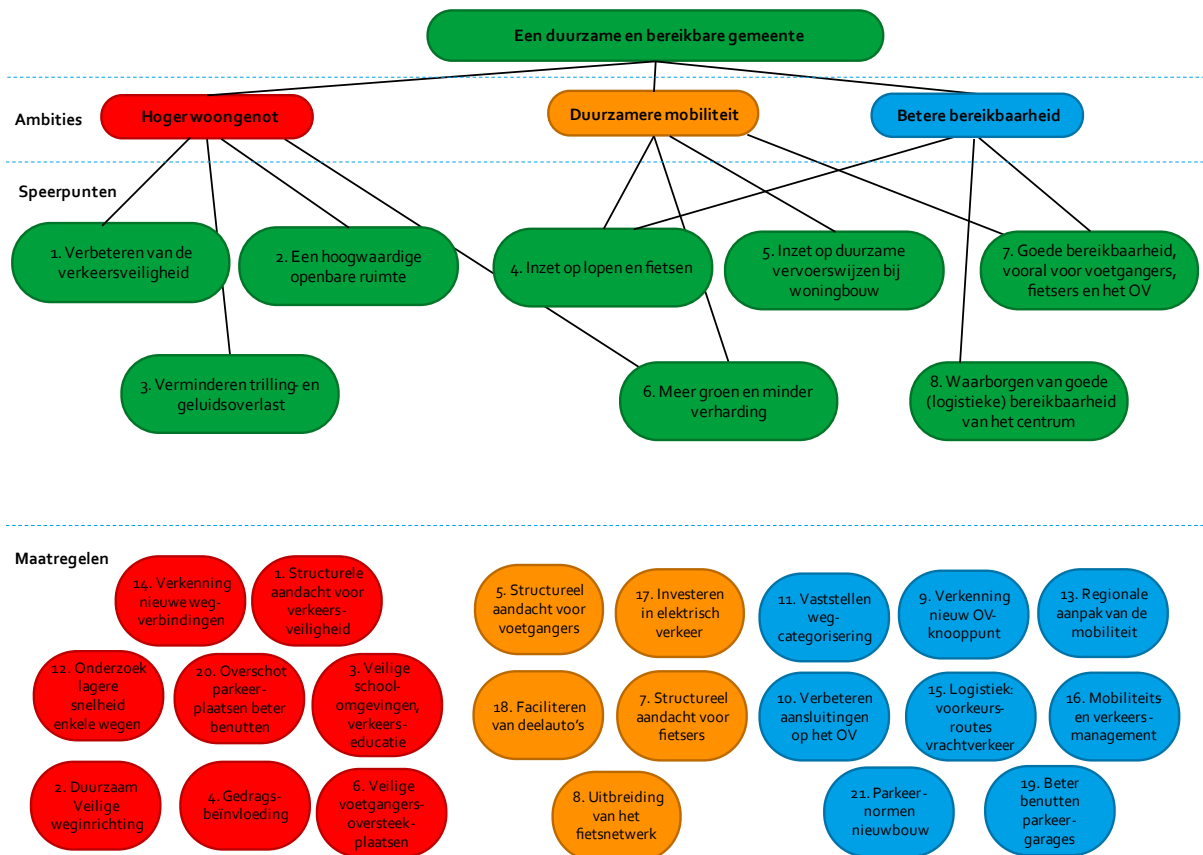 Een duurzame en bereikbare gemeente
Ambities
Hoger woongenot
Duurzamere mobiliteit
Betere bereikbaarheid
Speerpunten
1. Verbeteren van de
verkeersveiligheid
2. Een hoogwaardige
openbare ruimte
4. Inzet op lopen en fietsen
5. Inzet op duurzame
vervoerswijzen bij
woningbouw
7. Goede bereikbaarheid,
vooral voor voetgangers,
fietsers en het OV
3. Verminderen trilling- en
geluidsoverlast
6. Meer groen en minder
verharding
8. Waarborgen van goede
(logistieke) bereikbaarheid
van het centrum
Maatregelen
14. Verkenning
nieuwe weg-
verbindingen
1. Structurele
aandacht voor
verkeers-
veiligheid
5. Structureel
aandacht voor
voetgangers
17. Investeren
in elektrisch
verkeer
11. Vaststellen
weg-
categorisering
9. Verkenning
nieuw OV-
knooppunt
13. Regionale
aanpak van de
mobiliteit
12. Onderzoek
lagere
snelheid
enkele wegen
20. Overschot
parkeer-
plaatsen beter
benutten
3. Veilige
school-
omgevingen,
verkeers-
educatie
18. Faciliteren
van deelauto's
7. Structureel
aandacht voor
fietsers
10. Verbeteren
aansluitingen
op het OV
15. Logistiek:
voorkeurs-
routes
vrachtverkeer
16. Mobiliteits
en verkeers-
management
2. Duurzaam
Veilige
weginrichting
4. Gedrags-
beïnvloeding
6. Veilige
voetgangers-
oversteek-
plaatsen
8. Uitbreiding
van het
fietsnetwerk
21. Parkeer-
normen
nieuwbouw
19. Beter
benutten
parkeer-
garages